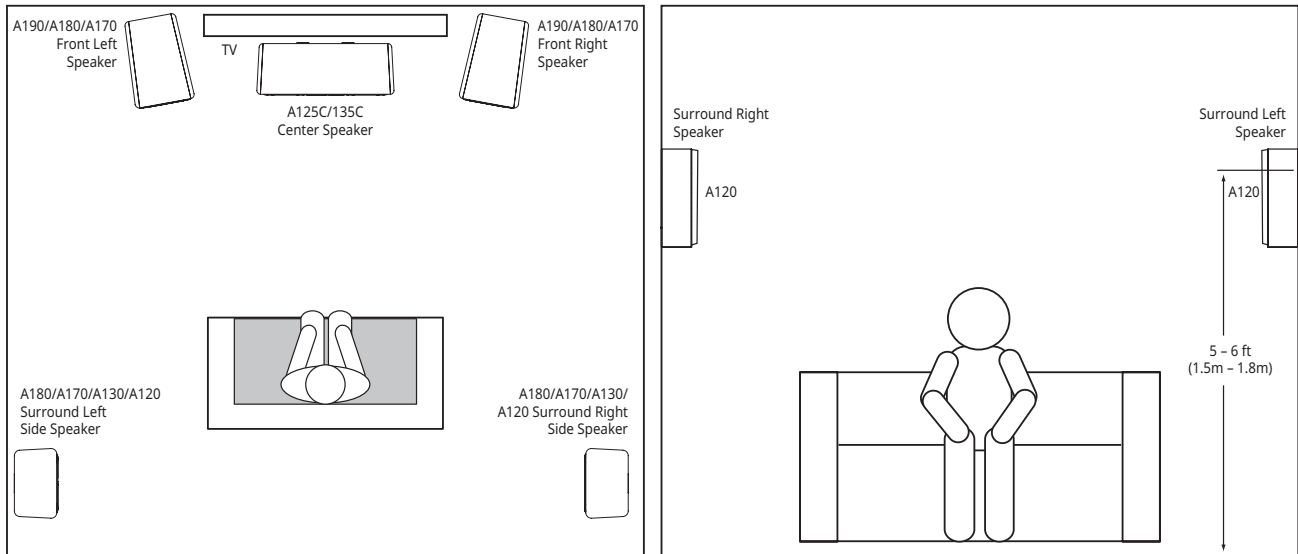 A190/A180/A170
Front Left
Speaker
TV
A125C/135C
Center Speaker
A190/A180/A170
Front Right
Speaker
A180/A170/A130/A120
Surround Left
Side Speaker
A180/A170/A130/
A120 Surround Right
Side Speaker
Surround Right
Speaker
A120
Surround Left
Speaker
A120
5 – 6 ft
(1.5m – 1.8m)